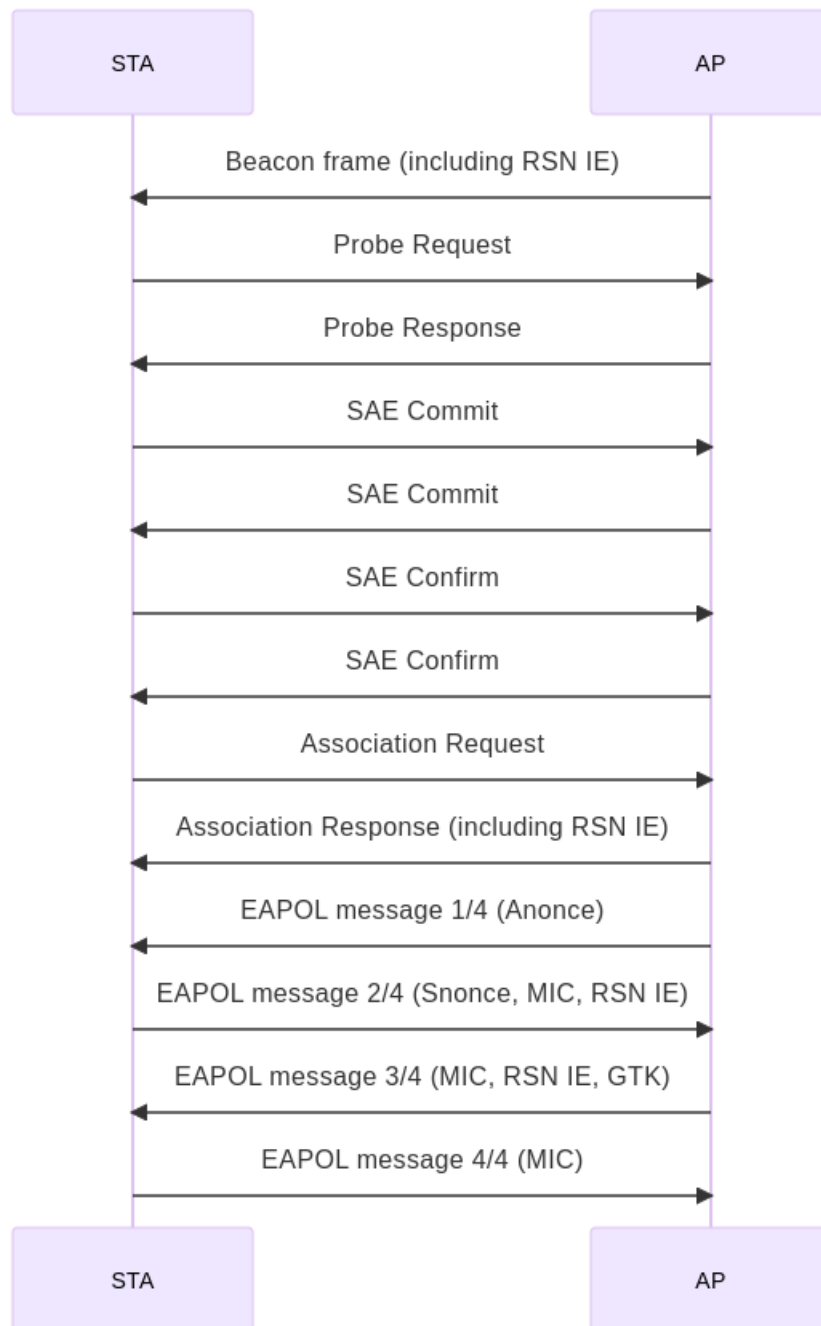 STA
AP
Beacon frame (including RSN IE)
Probe Request
Probe Response
SAE Commit
SAE Commit
SAE Confirm
SAE Confirm
Association Request
Association Response (including RSN IE)
EAPOL message 1/4 (Anonce)
EAPOL message 2/4 (Snonce, MIC, RSN IE)
EAPOL message 3/4 (MIC, RSN IE, GTK)
EAPOL message 4/4 (MIC)
STA
AP